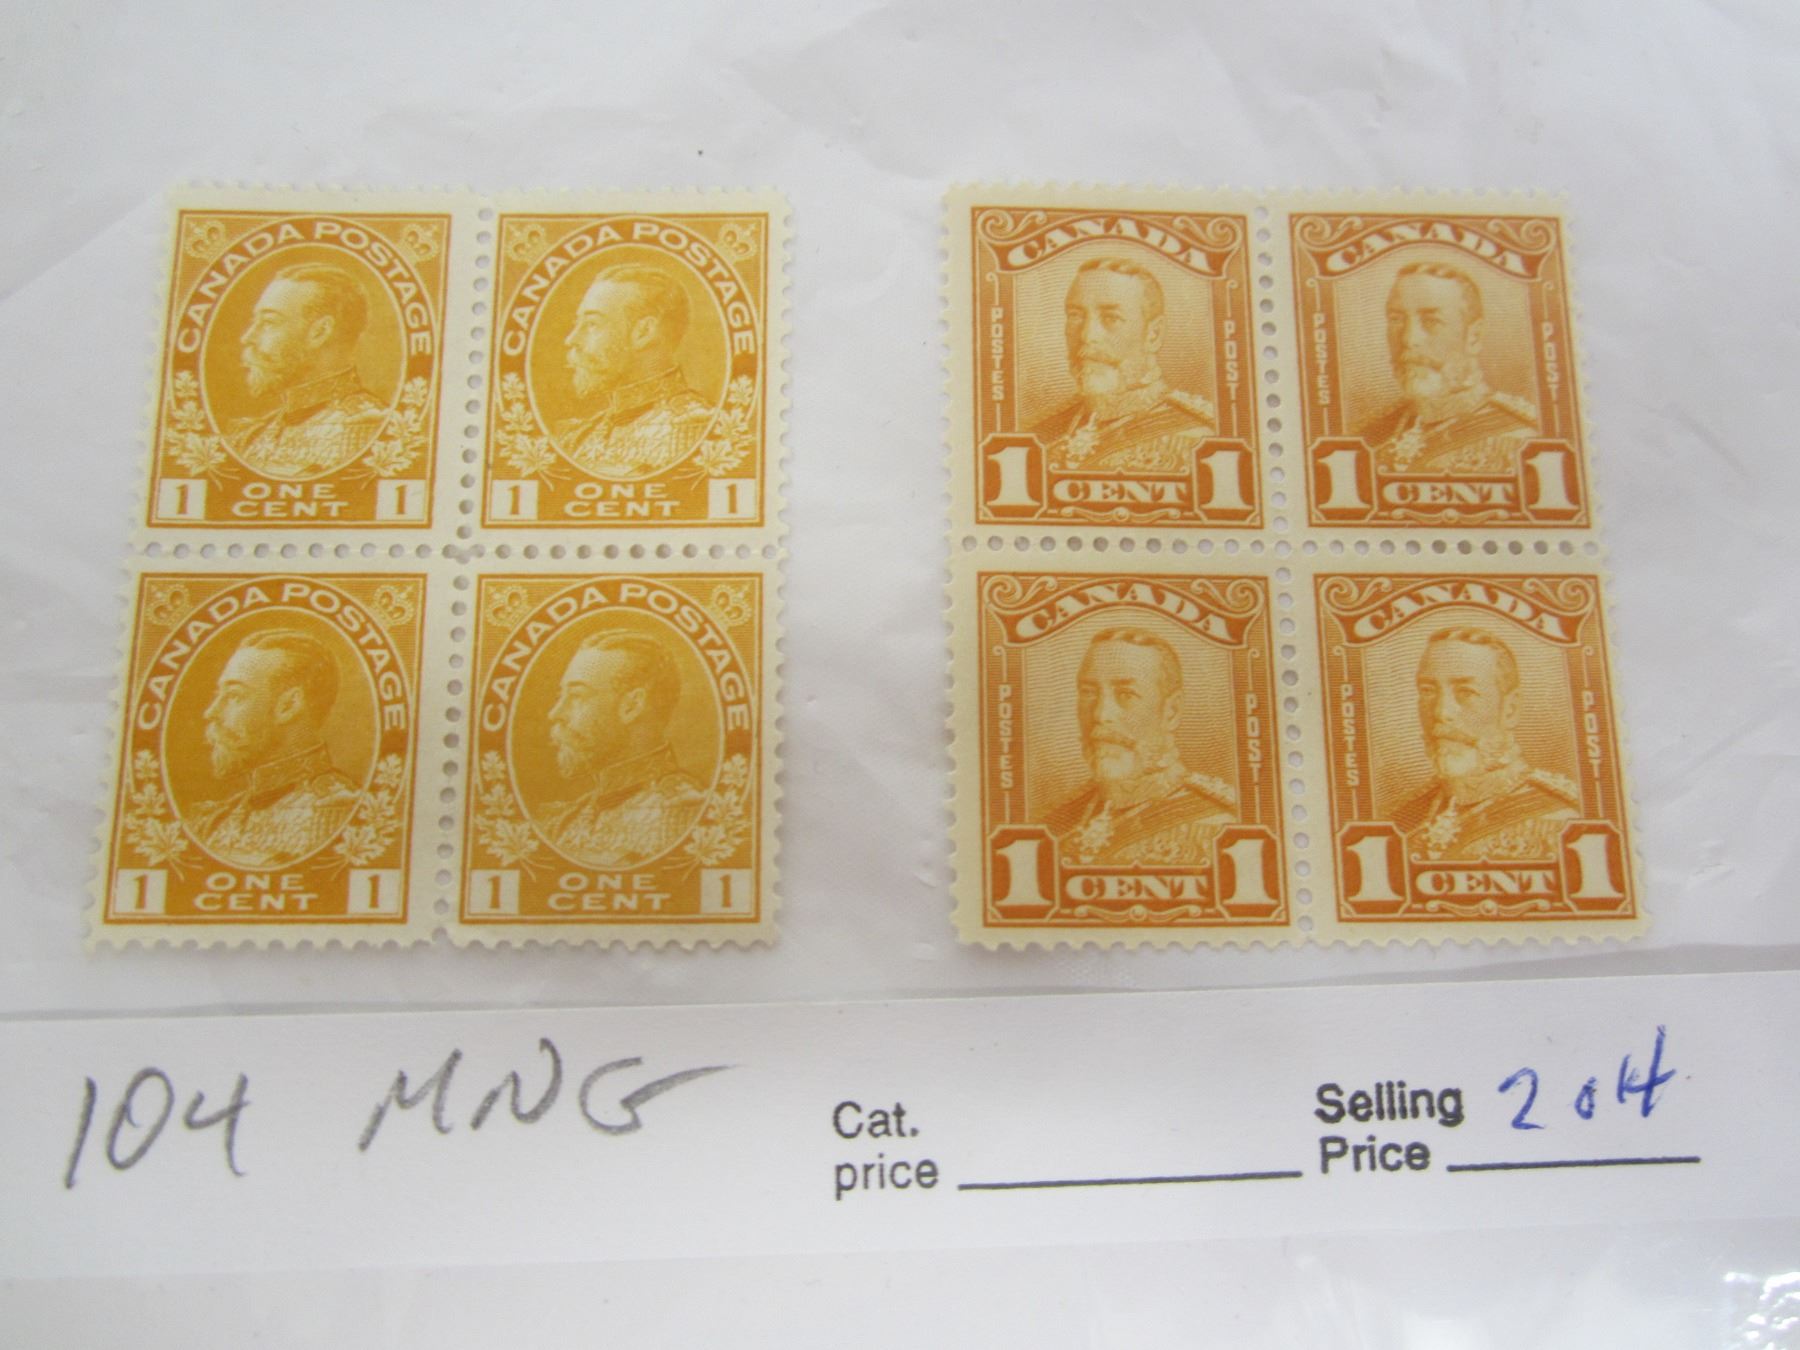 CANADA POSTAGE CANADA POSTAGE
1 ONE CENT 1 1 ONE CENT 1
CANADA CANADA
POSTES POST POSTES POST
1 CENT 1 1 CENT 1
CANADA POSTAGE CANADA POSTAGE
1 ONE CENT 1 1 ONE CENT 1
CANADA CANADA
POSTES POST POSTES POST
1 CENT 1 1 CENT 1
104 MNG
Cat.
price
Selling
Price